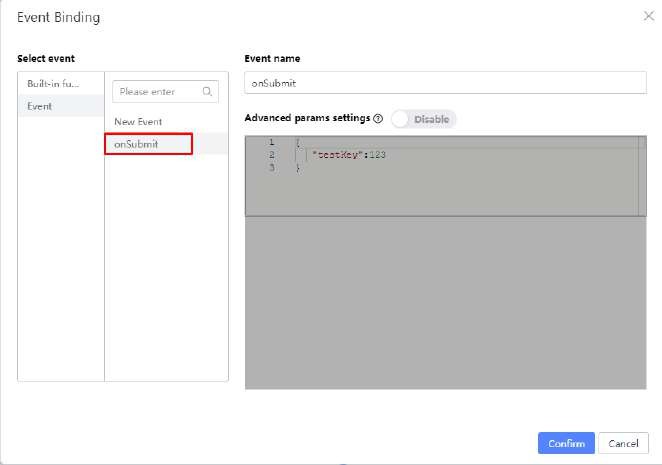 Event Binding
Select event
Built-in fu...
Event
Please enter
New Event
onSubmit
Event name
onSubmit
Advanced params settings ? Disable
1 {
2 "testKey":123
3 }
Confirm Cancel